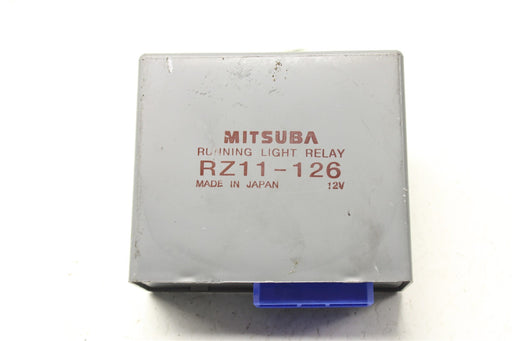 MITSUBA
RUNNING LIGHT RELAY
RZ11-126
MADE IN JAPAN 12V